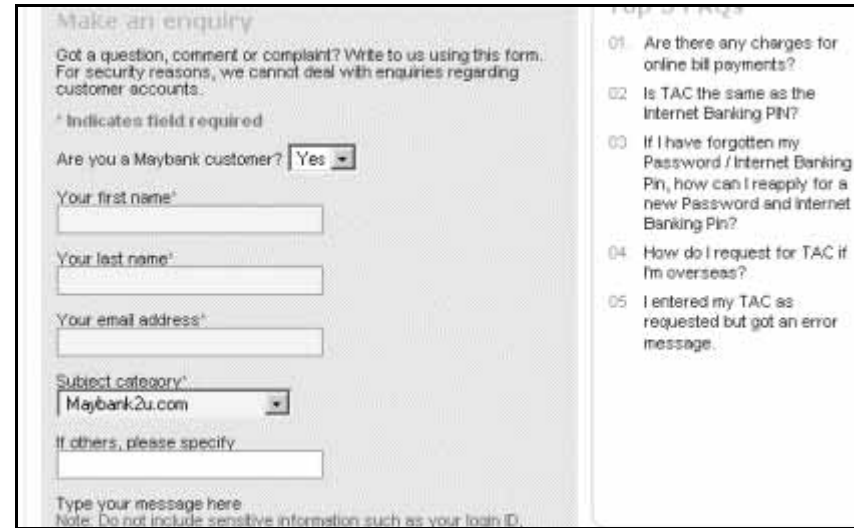 Make an enquiry
Got a question, comment or complaint? Write to us using this form.
For security reasons, we cannot deal with enquiries regarding
customer accounts.
* Indicates field required
Are you a Maybank customer? Yes
Your first name*
Your last name*
Your email address*
Subject category*
Maybank2u.com
If others, please specify
Type your message here
Note: Do not include sensitive information such as your login ID,
Top 5 FAQs
01 Are there any charges for
online bill payments?
02 Is TAC the same as the
Internet Banking PIN?
03 If I have forgotten my
Password / Internet Banking
Pin, how can I reapply for a
new Password and Internet
Banking Pin?
04 How do I request for TAC if
I'm overseas?
05 I entered my TAC as
requested but got an error
message.